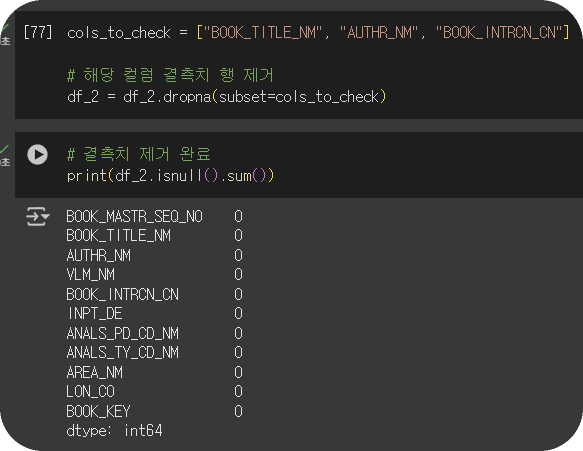 [77] cols_to_check = ["BOOK_TITLE_NM", "AUTHR_NM", "BOOK_INTRCN_CN"]
# 해당 컬럼 결측치 행 제거
df_2 = df_2.dropna(subset=cols_to_check)
# 결측치 제거 완료
print(df_2.isnull().sum())
BOOK_MASTR_SEQ_NO 0
BOOK_TITLE_NM 0
AUTHR_NM 0
VLM_NM 0
BOOK_INTRCN_CN 0
INPT_DE 0
ANALS_PD_CD_NM 0
ANALS_TY_CD_NM 0
AREA_NM 0
LON_CO 0
BOOK_KEY 0
dtype: int64